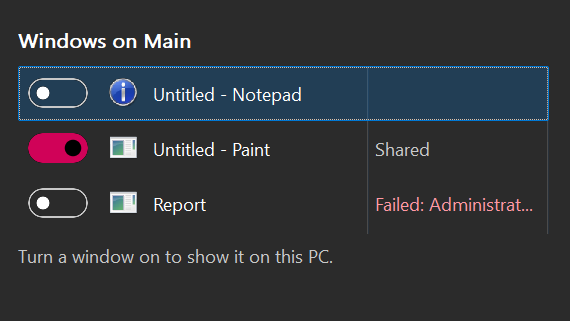 Windows on Main
Untitled - Notepad
Untitled - Paint Shared
Report Failed: Administrat...
Turn a window on to show it on this PC.